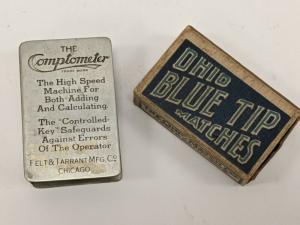 THE
Comptometer
TRADE MARK
The High Speed
Machine For
Both Adding
And Calculating.
The "Controlled-
Key" Safeguards
Against Errors
Of The Operator
FELT & TARRANT MFG. CO.
CHICAGO
OHIO
BLUE TIP
MATCHES